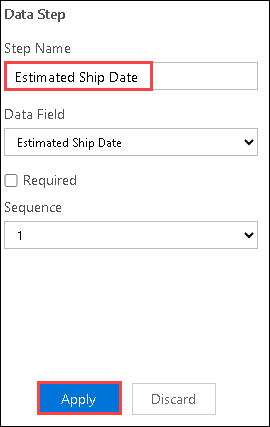 Data Step
Step Name
Estimated Ship Date
Data Field
Estimated Ship Date
Required
Sequence
1
Apply Discard